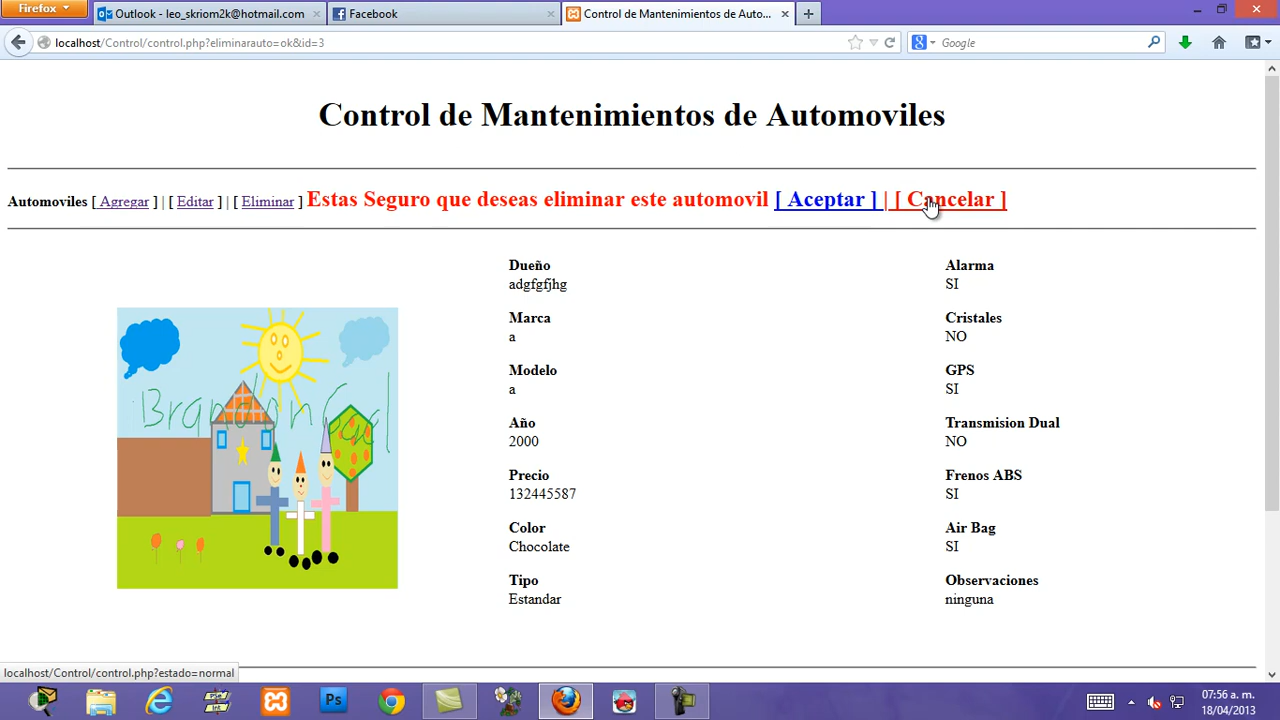 Firefox
Outlook - leo_skriom2k@hotmail.com
Facebook
Control de Mantenimientos de Auto...
localhost/Control/control.php?eliminarauto=ok&id=3
Google
Control de Mantenimientos de Automoviles
Automoviles [ Agregar ] | [ Editar ] | [ Eliminar ] Estas Seguro que deseas eliminar este automovil [ Aceptar ] | [ Cancelar ]
Dueño
adgfgfjhg
Marca
a
Modelo
a
Año
2000
Precio
132445587
Color
Chocolate
Tipo
Estandar
Alarma
SI
Cristales
NO
GPS
SI
Transmision Dual
NO
Frenos ABS
SI
Air Bag
SI
Observaciones
ninguna
Brandon
localhost/Control/control.php?estado=normal
Ps
07:56 a. m.
18/04/2013